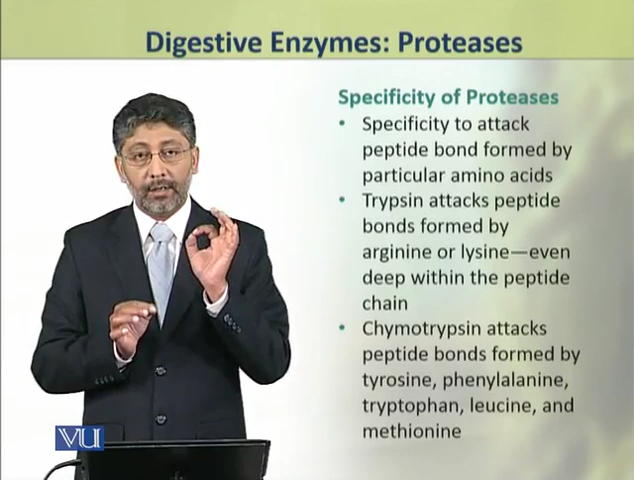 Digestive Enzymes: Proteases
Specificity of Proteases
• Specificity to attack
peptide bond formed by
particular amino acids
• Trypsin attacks peptide
bonds formed by
arginine or lysine—even
deep within the peptide
chain
• Chymotrypsin attacks
peptide bonds formed by
tyrosine, phenylalanine,
tryptophan, leucine, and
methionine
VU